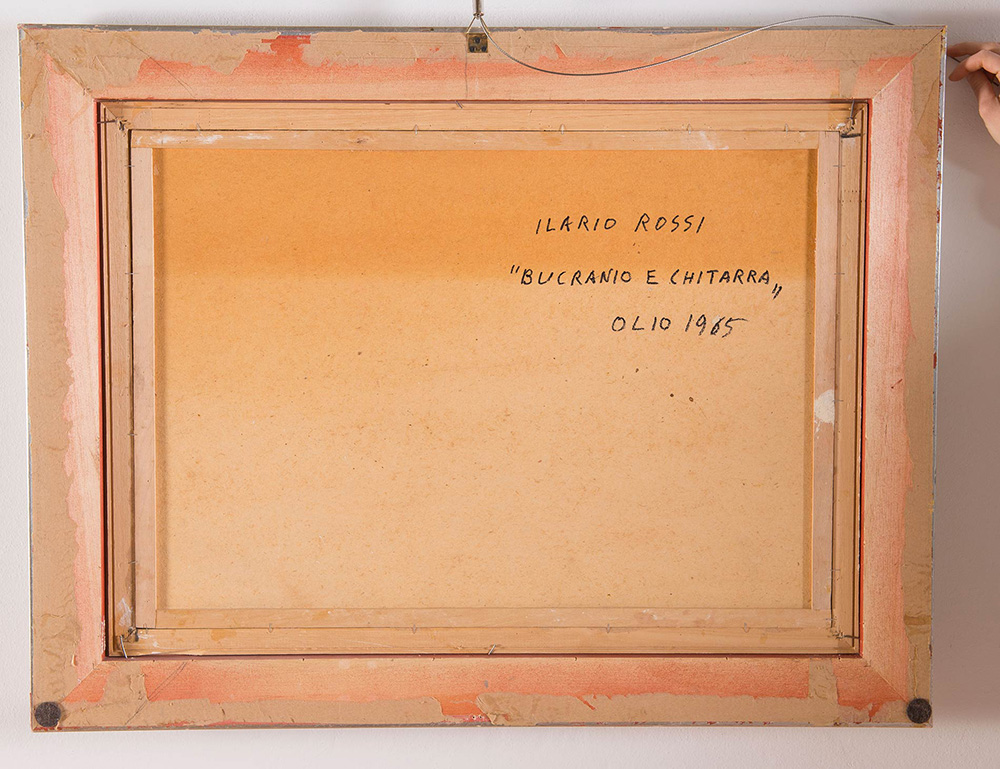 ILARIO ROSSI
"BUCRANIO E CHITARRA„
OLIO 1965